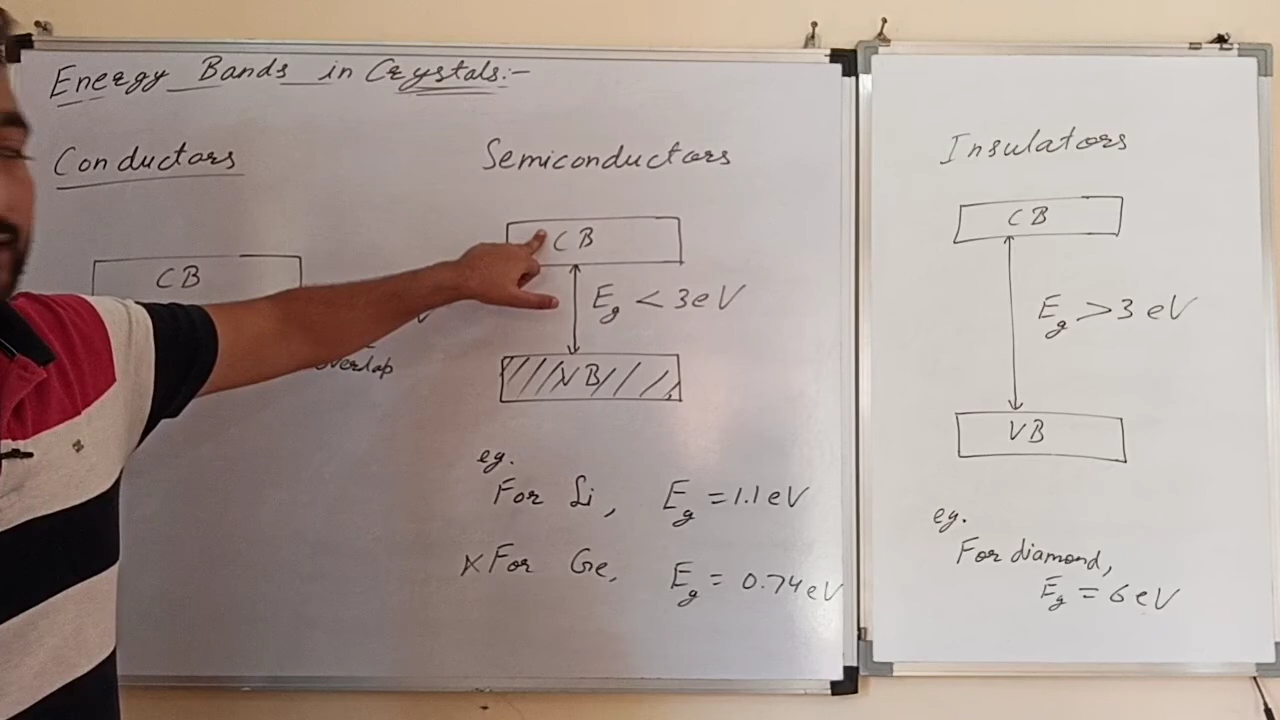 Energy Bands in Crystals:-
Conductors
CB
overlap
Semiconductors
CB
Eg < 3eV
VB
eg.
For Si, Eg = 1.1 eV
× For Ge, Eg = 0.74 eV
Insulators
CB
Eg > 3 eV
VB
eg.
For diamond,
Eg = 6 eV